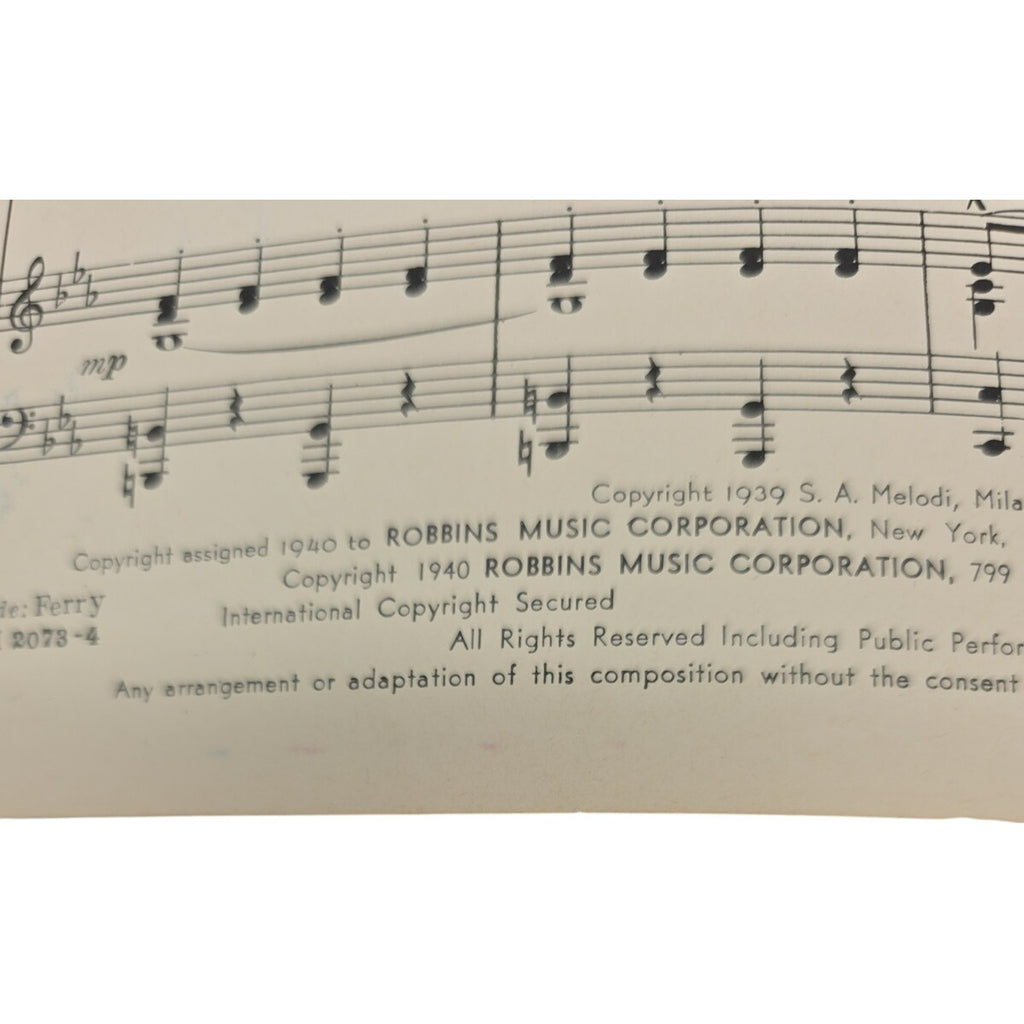 mp
Copyright 1939 S. A. Melodi, Mila
Copyright assigned 1940 to ROBBINS MUSIC CORPORATION, New York,
Copyright 1940 ROBBINS MUSIC CORPORATION, 799
de: Ferry
International Copyright Secured
2073-4
All Rights Reserved Including Public Perfor
Any arrangement or adaptation of this composition without the consent